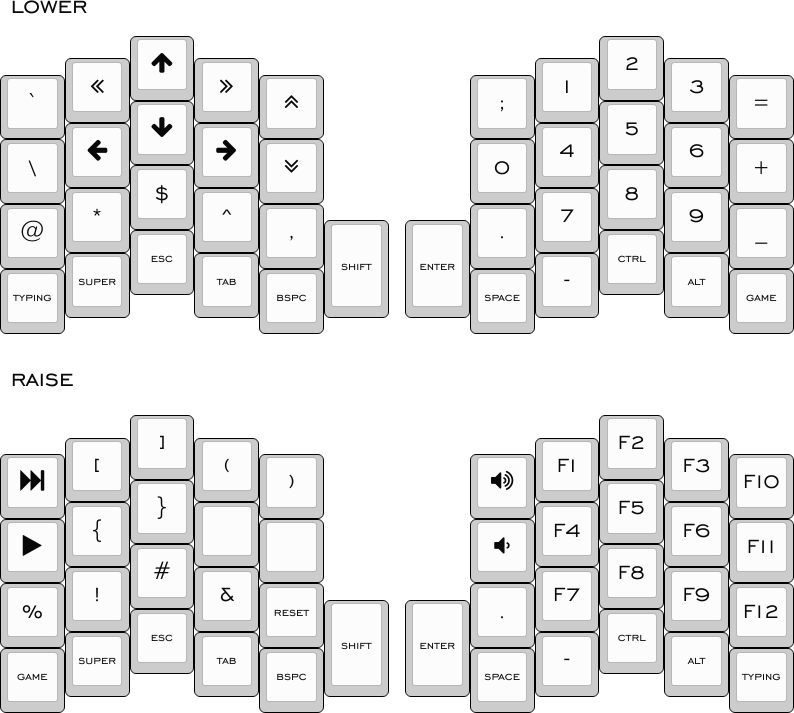 LOWER
` « ↑ » ︽ ; 1 2 3 =
\ ← ↓ → ︾ 0 4 5 6 +
@ * $ ^ , . 7 8 9 _
TYPING SUPER ESC TAB BSPC SHIFT ENTER SPACE - CTRL ALT GAME
RAISE
[ ] ( ) F1 F2 F3 F10
{ } F4 F5 F6 F11
% ! # & RESET . F7 F8 F9 F12
GAME SUPER ESC TAB BSPC SHIFT ENTER SPACE - CTRL ALT TYPING